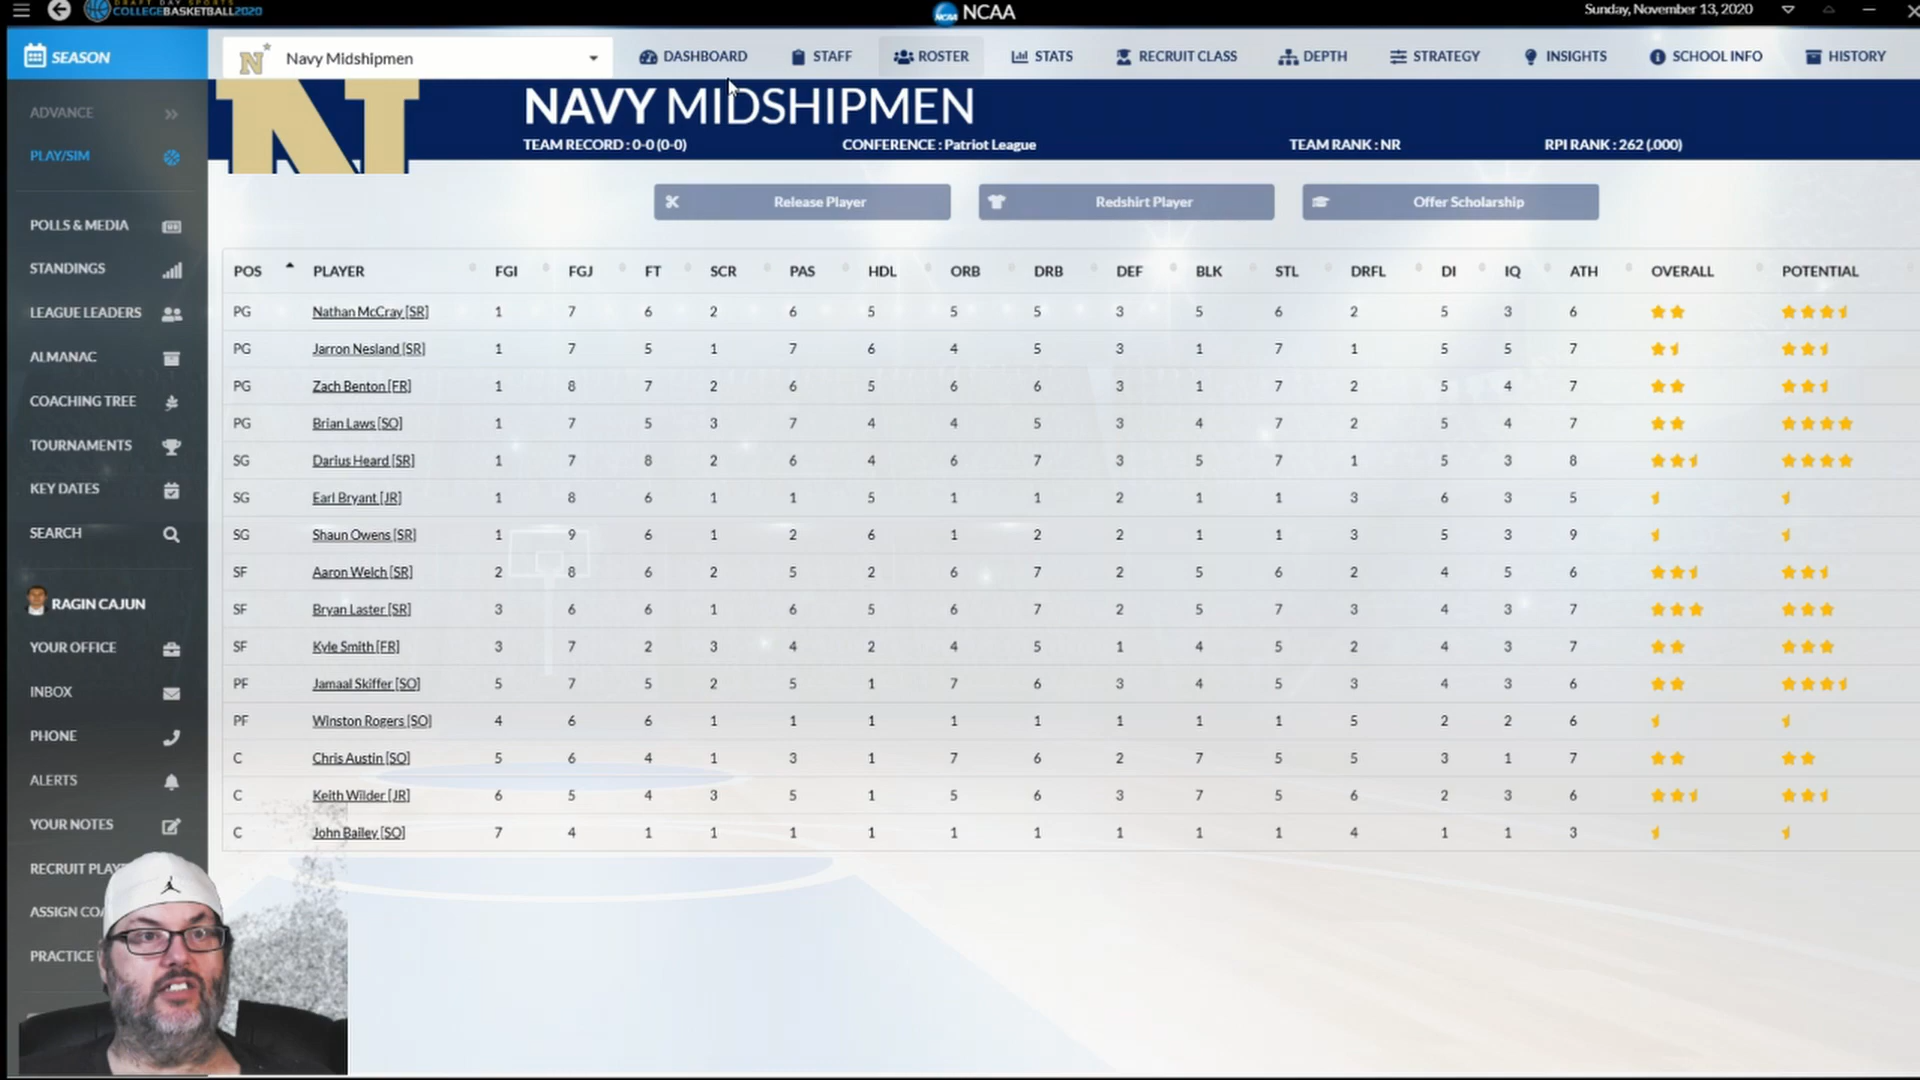 DRAFT DAY SPORTS
COLLEGEBASKETBALL2020
NCAA
Sunday, November 13, 2020
SEASON
Navy Midshipmen
DASHBOARD
STAFF
ROSTER
STATS
RECRUIT CLASS
DEPTH
STRATEGY
INSIGHTS
SCHOOL INFO
HISTORY
NAVY MIDSHIPMEN
TEAM RECORD : 0-0 (0-0)
CONFERENCE : Patriot League
TEAM RANK : NR
RPI RANK : 262 (.000)
ADVANCE
PLAY/SIM
POLLS & MEDIA
STANDINGS
LEAGUE LEADERS
ALMANAC
COACHING TREE
TOURNAMENTS
KEY DATES
SEARCH
RAGIN CAJUN
YOUR OFFICE
INBOX
PHONE
ALERTS
YOUR NOTES
RECRUIT PLAY
ASSIGN COA
PRACTICE
Release Player
Redshirt Player
Offer Scholarship
POS PLAYER FGI FGJ FT SCR PAS HDL ORB DRB DEF BLK STL DRFL DI IQ ATH OVERALL POTENTIAL
PG Nathan McCray [SR] 1 7 6 2 6 5 5 5 3 5 6 2 5 3 6
PG Jarron Nesland [SR] 1 7 5 1 7 6 4 5 3 1 7 1 5 5 7
PG Zach Benton [FR] 1 8 7 2 6 5 6 6 3 1 7 2 5 4 7
PG Brian Laws [SO] 1 7 5 3 7 4 4 5 3 4 7 2 5 4 7
SG Darius Heard [SR] 1 7 8 2 6 4 6 7 3 5 7 1 5 3 8
SG Earl Bryant [JR] 1 8 6 1 1 5 1 1 2 1 1 3 6 3 5
SG Shaun Owens [SR] 1 9 6 1 2 6 1 2 2 1 1 3 5 3 9
SF Aaron Welch [SR] 2 8 6 2 5 2 6 7 2 5 6 2 4 5 6
SF Bryan Laster [SR] 3 6 6 1 6 5 6 7 2 5 7 3 4 3 7
SF Kyle Smith [FR] 3 7 2 3 4 2 4 5 1 4 5 2 4 3 7
PF Jamaal Skiffer [SO] 5 7 5 2 5 1 7 6 3 4 5 3 4 3 6
PF Winston Rogers [SO] 4 6 6 1 1 1 1 1 1 1 1 5 2 2 6
C Chris Austin [SO] 5 6 4 1 3 1 7 6 2 7 5 5 3 1 7
C Keith Wilder [JR] 6 5 4 3 5 1 5 6 3 7 5 6 2 3 6
C John Bailey [SO] 7 4 1 1 1 1 1 1 1 1 1 4 1 1 3